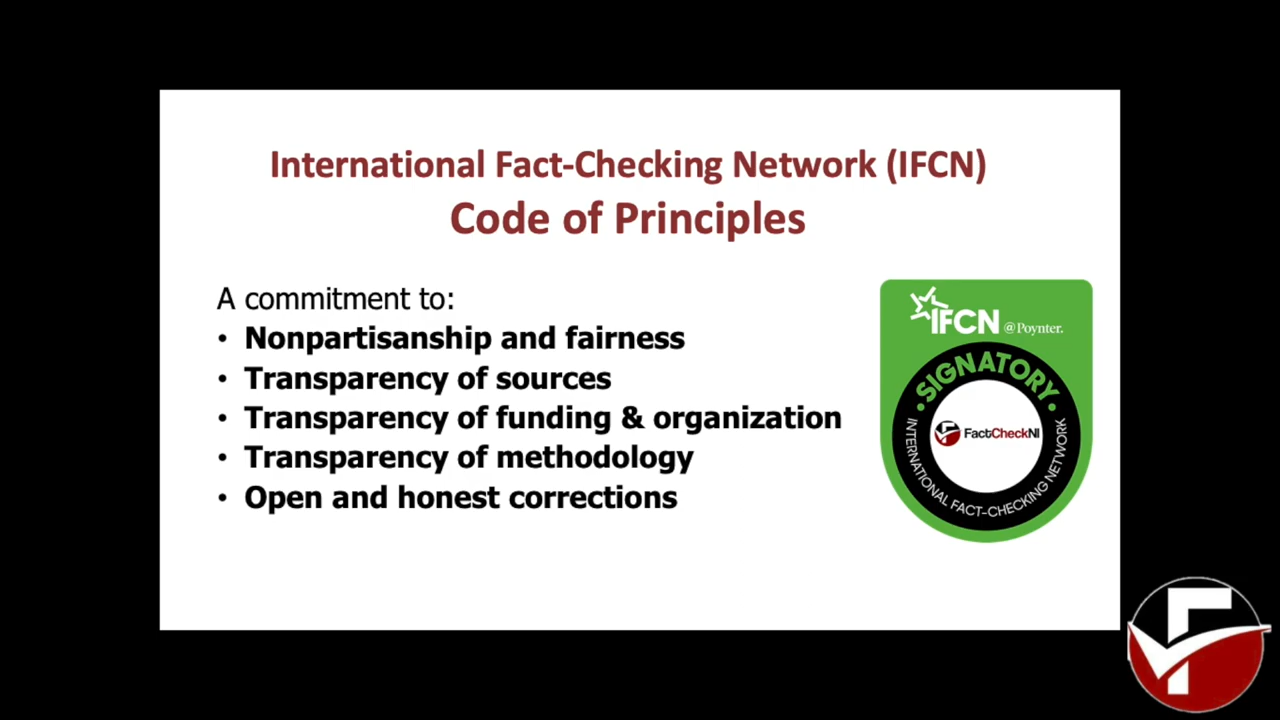 International Fact-Checking Network (IFCN)
Code of Principles
A commitment to:
• Nonpartisanship and fairness
• Transparency of sources
• Transparency of funding & organization
• Transparency of methodology
• Open and honest corrections
IFCN @Poynter.
• SIGNATORY •
FactCheckNI
INTERNATIONAL FACT-CHECKING NETWORK
F